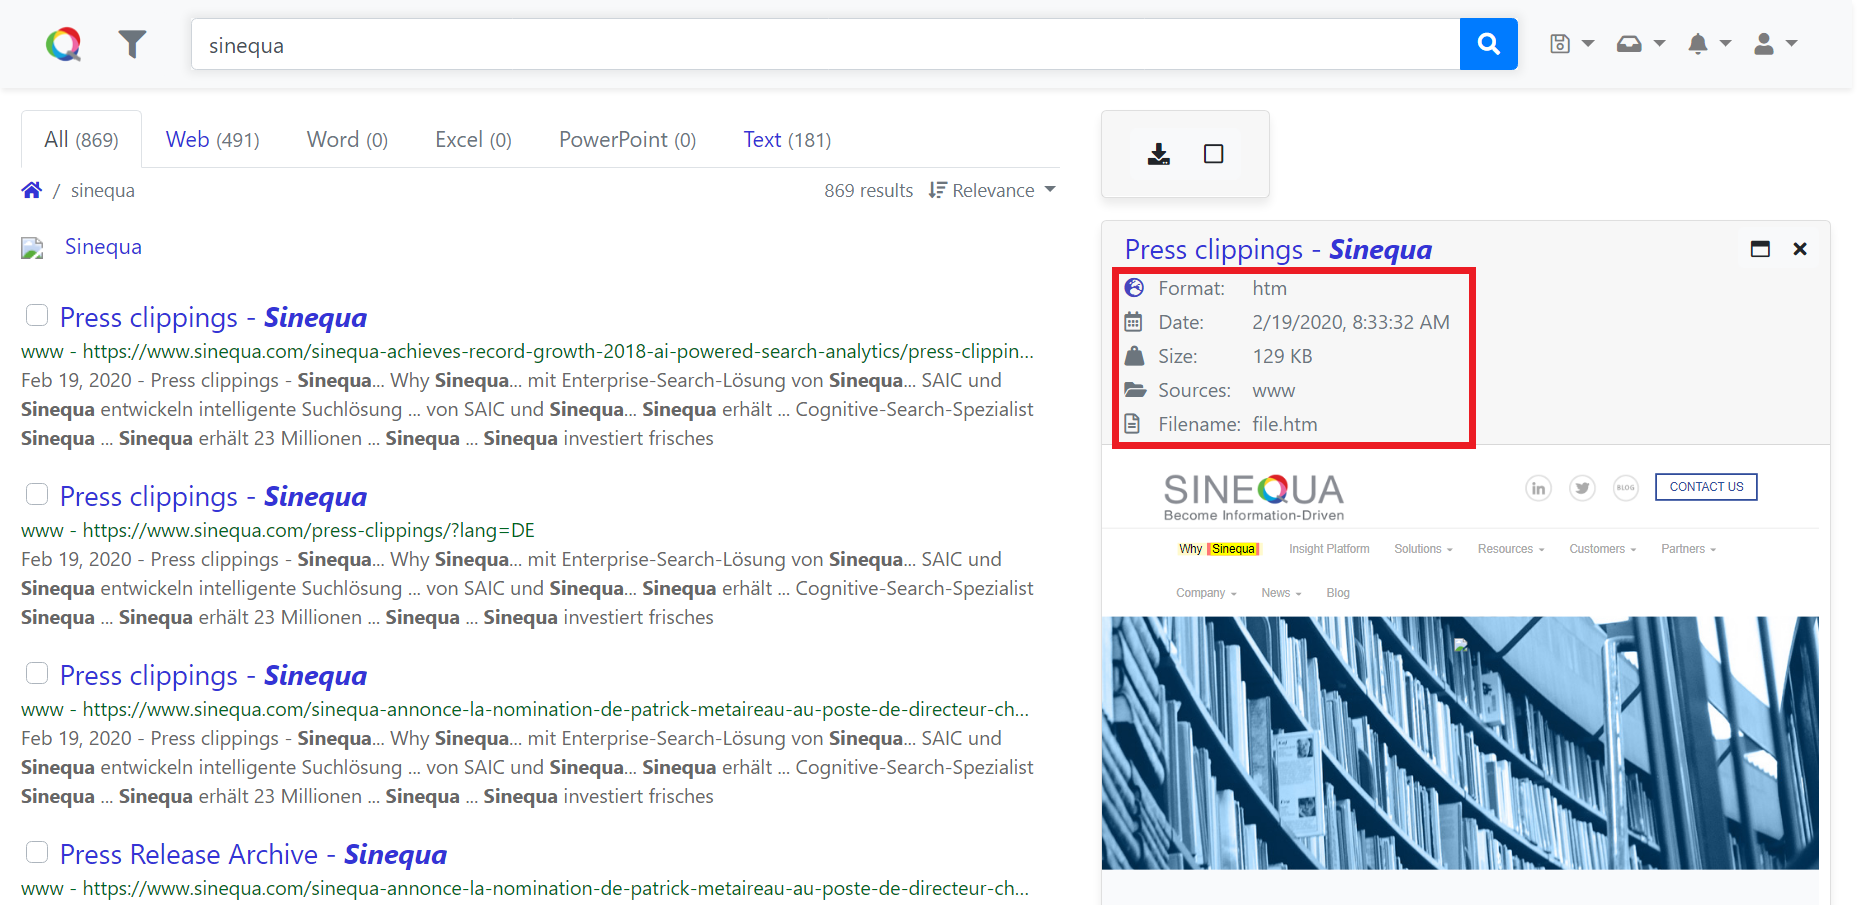 sinequa
All (869) Web (491) Word (0) Excel (0) PowerPoint (0) Text (181)
/ sinequa 869 results Relevance
Sinequa
Press clippings - Sinequa
www - https://www.sinequa.com/sinequa-achieves-record-growth-2018-ai-powered-search-analytics/press-clippin...
Feb 19, 2020 - Press clippings - Sinequa... Why Sinequa... mit Enterprise-Search-Lösung von Sinequa... SAIC und
Sinequa entwickeln intelligente Suchlösung ... von SAIC und Sinequa... Sinequa erhält ... Cognitive-Search-Spezialist
Sinequa ... Sinequa erhält 23 Millionen ... Sinequa ... Sinequa investiert frisches
Press clippings - Sinequa
www - https://www.sinequa.com/press-clippings/?lang=DE
Feb 19, 2020 - Press clippings - Sinequa... Why Sinequa... mit Enterprise-Search-Lösung von Sinequa... SAIC und
Sinequa entwickeln intelligente Suchlösung ... von SAIC und Sinequa... Sinequa erhält ... Cognitive-Search-Spezialist
Sinequa ... Sinequa erhält 23 Millionen ... Sinequa ... Sinequa investiert frisches
Press clippings - Sinequa
www - https://www.sinequa.com/sinequa-annonce-la-nomination-de-patrick-metaireau-au-poste-de-directeur-ch...
Feb 19, 2020 - Press clippings - Sinequa... Why Sinequa... mit Enterprise-Search-Lösung von Sinequa... SAIC und
Sinequa entwickeln intelligente Suchlösung ... von SAIC und Sinequa... Sinequa erhält ... Cognitive-Search-Spezialist
Sinequa ... Sinequa erhält 23 Millionen ... Sinequa ... Sinequa investiert frisches
Press Release Archive - Sinequa
www - https://www.sinequa.com/sinequa-annonce-la-nomination-de-patrick-metaireau-au-poste-de-directeur-ch...
Press clippings - Sinequa
Format: htm
Date: 2/19/2020, 8:33:32 AM
Size: 129 KB
Sources: www
Filename: file.htm
SINEQUA
Become Information-Driven
in BLOG CONTACT US
Why Sinequa Insight Platform Solutions Resources Customers Partners
Company News Blog